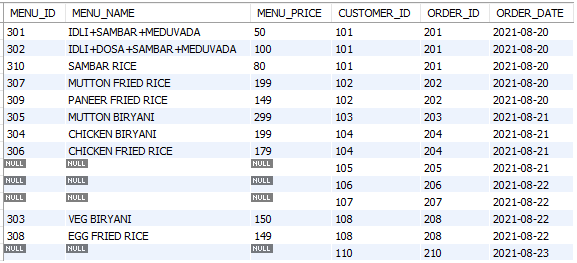 MENU_ID MENU_NAME MENU_PRICE CUSTOMER_ID ORDER_ID ORDER_DATE
301 IDLI+SAMBAR+MEDUVADA 50 101 201 2021-08-20
302 IDLI+DOSA+SAMBAR+MEDUVADA 100 101 201 2021-08-20
310 SAMBAR RICE 80 101 201 2021-08-20
307 MUTTON FRIED RICE 199 102 202 2021-08-20
309 PANEER FRIED RICE 149 102 202 2021-08-20
305 MUTTON BIRYANI 299 103 203 2021-08-21
304 CHICKEN BIRYANI 199 104 204 2021-08-21
306 CHICKEN FRIED RICE 179 104 204 2021-08-21
NULL NULL NULL 105 205 2021-08-21
NULL NULL NULL 106 206 2021-08-22
NULL NULL NULL 107 207 2021-08-22
303 VEG BIRYANI 150 108 208 2021-08-22
308 EGG FRIED RICE 149 108 208 2021-08-22
NULL NULL NULL 110 210 2021-08-23